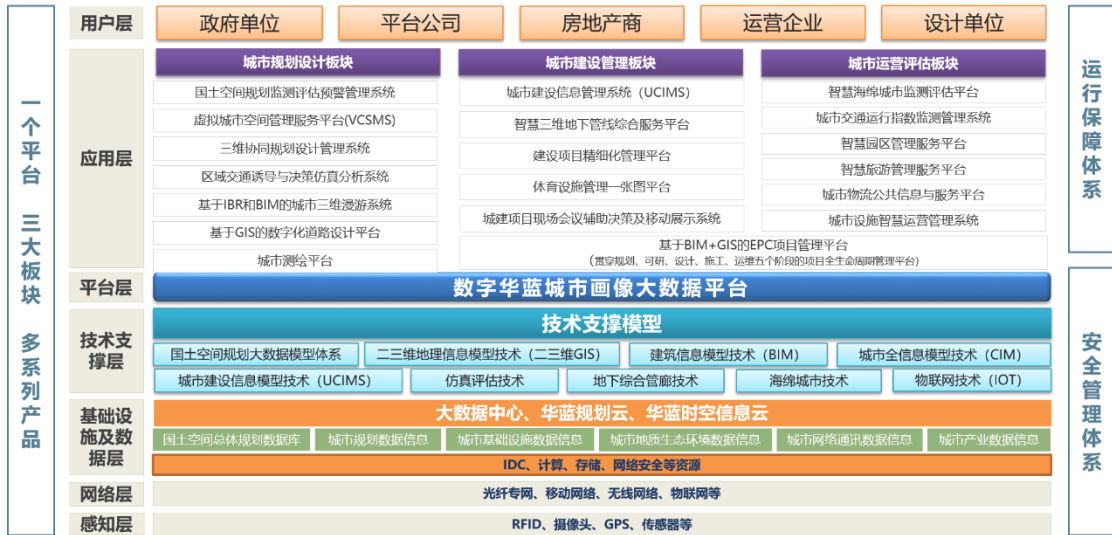 一个平台 三大板块 多系列产品
用户层
政府单位
平台公司
房地产商
运营企业
设计单位
应用层
城市规划设计板块
国土空间规划监测评估预警管理系统
虚拟城市空间管理服务平台(VCSMS)
三维协同规划设计管理系统
区域交通诱导与决策仿真分析系统
基于IBR和BIM的城市三维漫游系统
基于GIS的数字化道路设计平台
城市测绘平台
城市建设管理板块
城市建设信息管理系统（UCIMS）
智慧三维地下管线综合服务平台
建设项目精细化管理平台
体育设施管理一张图平台
城建项目现场会议辅助决策及移动展示系统
城市运营评估板块
智慧海绵城市监测评估平台
城市交通运行指数监测管理系统
智慧园区管理服务平台
智慧旅游管理服务平台
城市物流公共信息与服务平台
城市设施智慧运营管理系统
基于BIM+GIS的EPC项目管理平台
（贯穿规划、可研、设计、施工、运维五个阶段的项目全生命周期管理平台）
平台层
数字华蓝城市画像大数据平台
技术支
撑层
技术支撑模型
国土空间规划大数据模型体系
二三维地理信息模型技术（二三维GIS）
建筑信息模型技术（BIM）
城市全信息模型技术（CIM）
城市建设信息模型技术（UCIMS）
仿真评估技术
地下综合管廊技术
海绵城市技术
物联网技术（IOT）
基础设
施及数
据层
大数据中心、华蓝规划云、华蓝时空信息云
国土空间总体规划数据库
城市规划数据信息
城市基础设施数据信息
城市地质生态环境数据信息
城市网络通讯数据信息
城市产业数据信息
IDC、计算、存储、网络安全等资源
网络层
光纤专网、移动网络、无线网络、物联网等
感知层
RFID、摄像头、GPS、传感器等
运行保障体系
安全管理体系